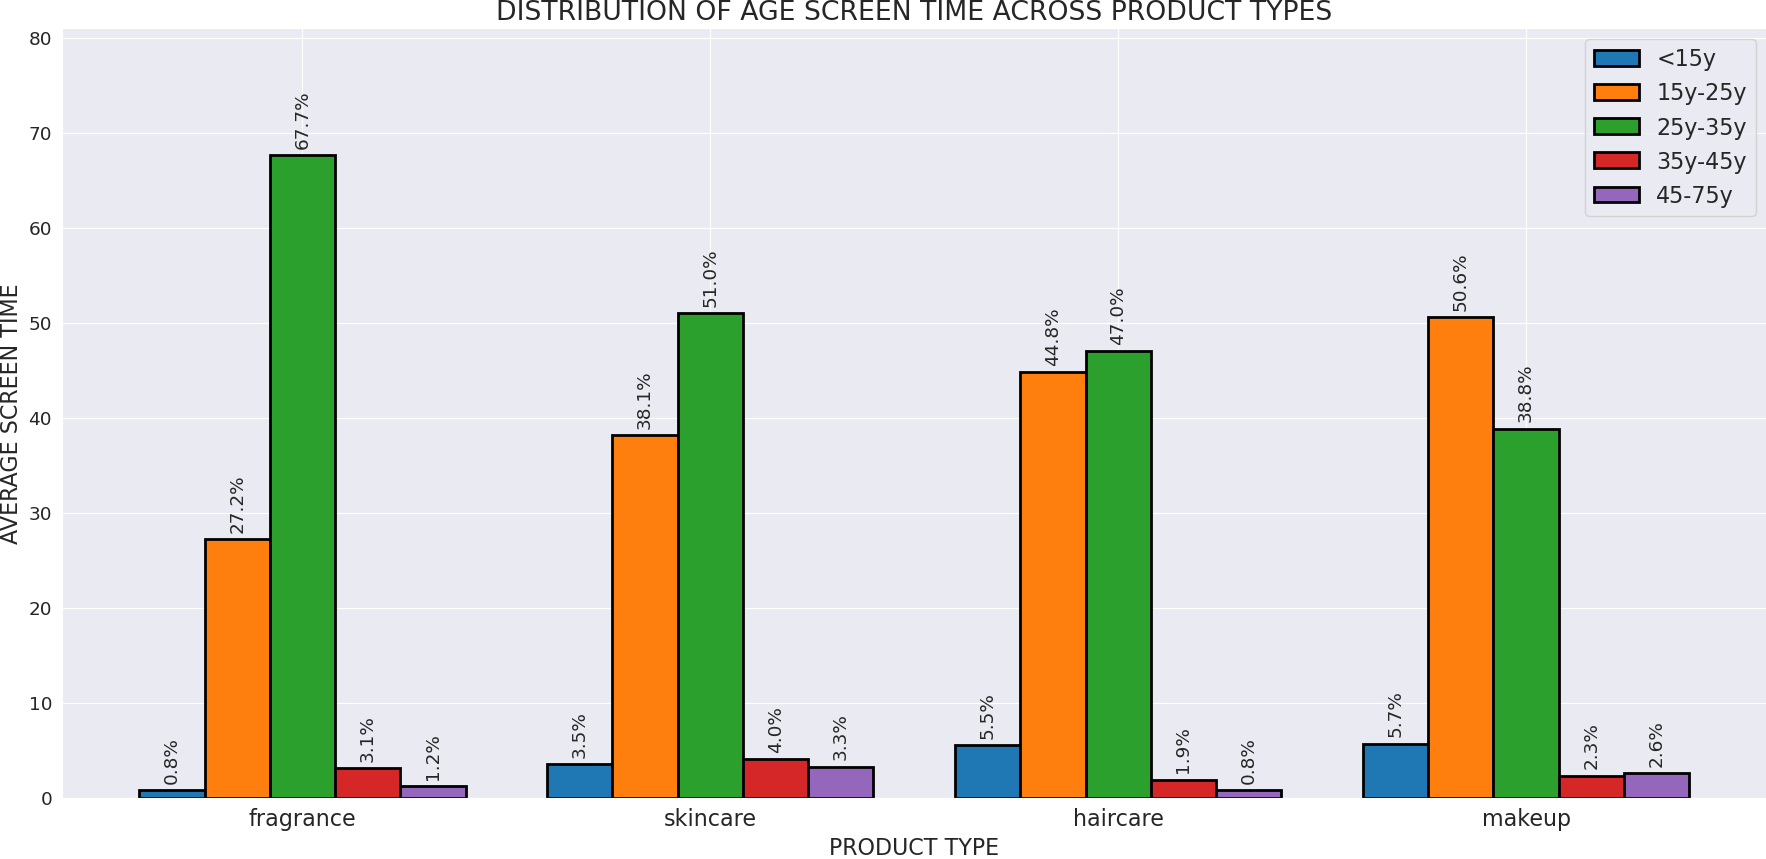 DISTRIBUTION OF AGE SCREEN TIME ACROSS PRODUCT TYPES
AVERAGE SCREEN TIME
80
70
60
50
40
30
20
10
0
<15y
15y-25y
25y-35y
35y-45y
45-75y
0.8%
27.2%
67.7%
3.1%
1.2%
3.5%
38.1%
51.0%
4.0%
3.3%
5.5%
44.8%
47.0%
1.9%
0.8%
5.7%
50.6%
38.8%
2.3%
2.6%
fragrance
skincare
haircare
makeup
PRODUCT TYPE